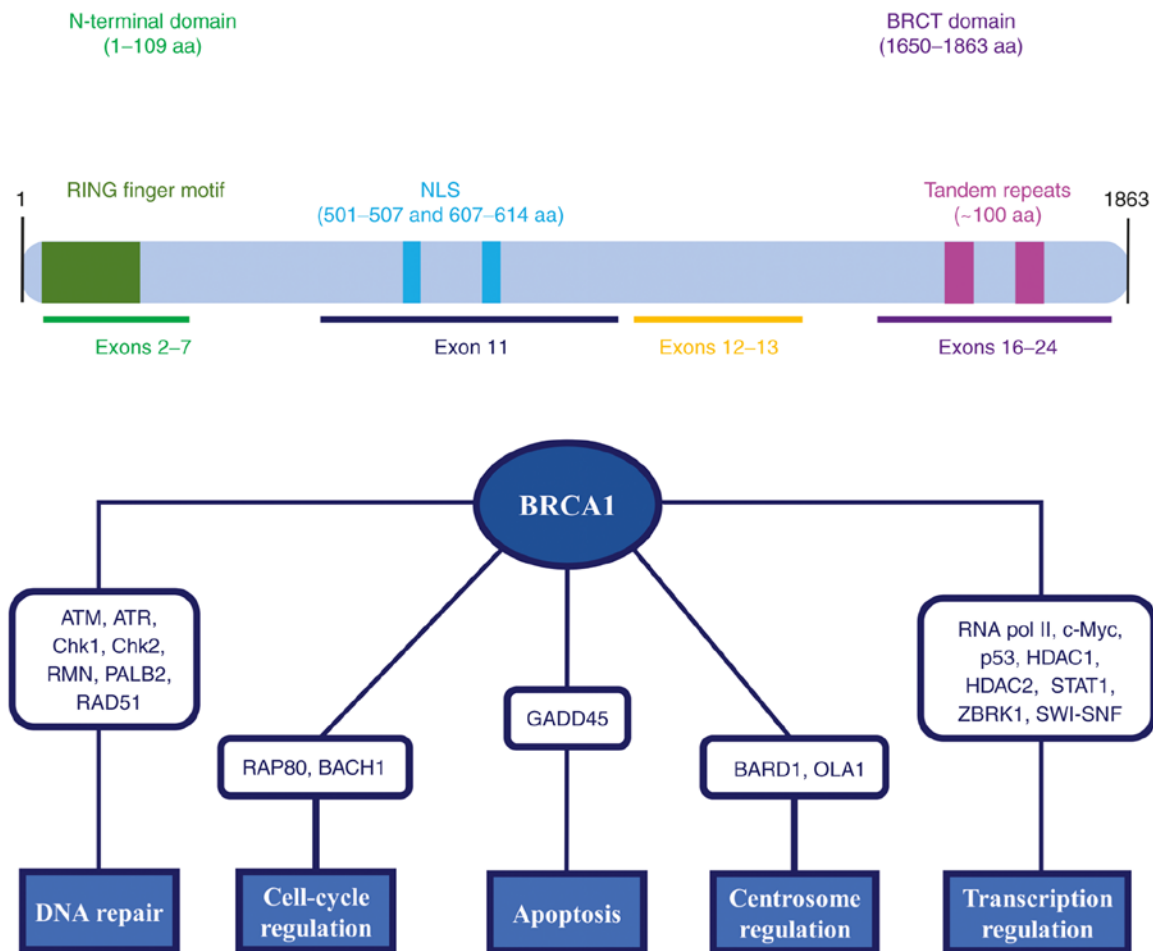 N-terminal domain
(1–109 aa)
BRCT domain
(1650–1863 aa)
1
RING finger motif
NLS
(501–507 and 607–614 aa)
Tandem repeats
(~100 aa)
1863
Exons 2–7
Exon 11
Exons 12–13
Exons 16–24
BRCA1
ATM, ATR,
Chk1, Chk2,
RMN, PALB2,
RAD51
RAP80, BACH1
GADD45
BARD1, OLA1
RNA pol II, c-Myc,
p53, HDAC1,
HDAC2, STAT1,
ZBRK1, SWI-SNF
DNA repair
Cell-cycle
regulation
Apoptosis
Centrosome
regulation
Transcription
regulation